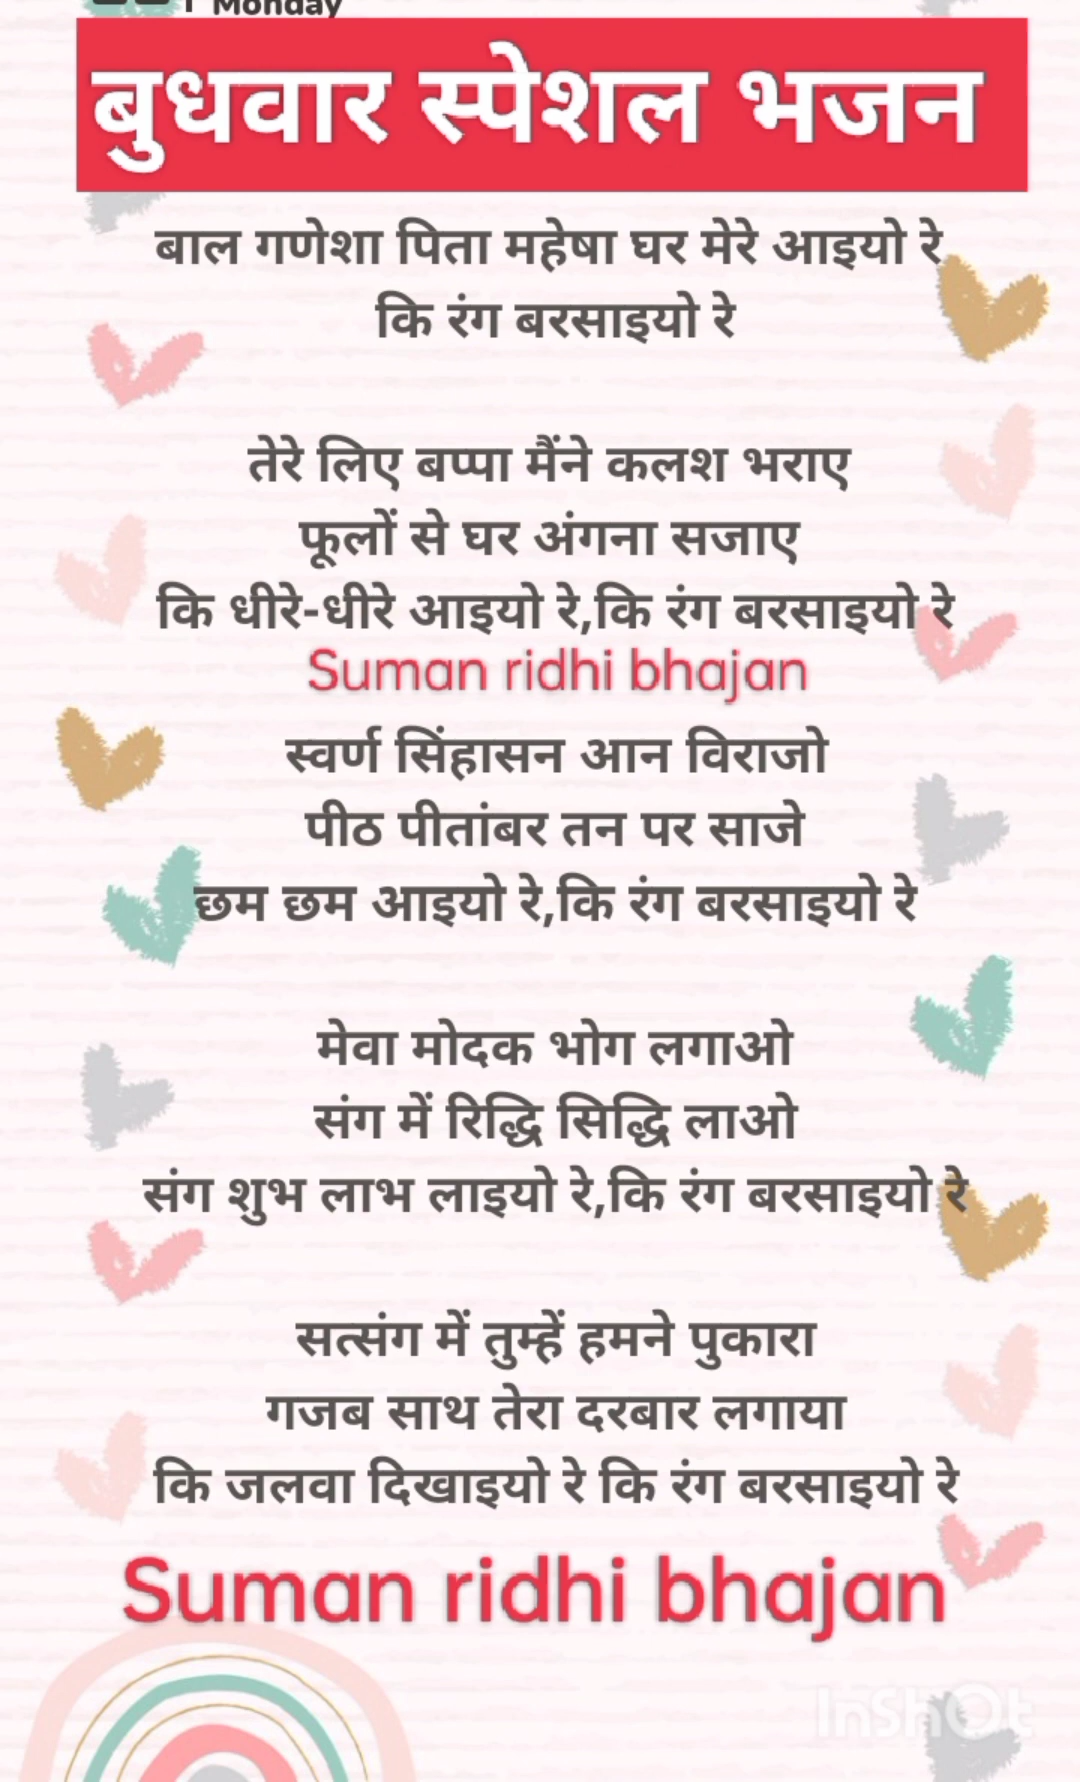 Monday
बुधवार स्पेशल भजन
बाल गणेशा पिता महेषा घर मेरे आइयो रे
कि रंग बरसाइयो रे
तेरे लिए बप्पा मैंने कलश भराए
फूलों से घर अंगना सजाए
कि धीरे-धीरे आइयो रे,कि रंग बरसाइयो रे
Suman ridhi bhajan
स्वर्ण सिंहासन आन विराजो
पीठ पीतांबर तन पर साजे
छम छम आइयो रे,कि रंग बरसाइयो रे
मेवा मोदक भोग लगाओ
संग में रिद्धि सिद्धि लाओ
संग शुभ लाभ लाइयो रे,कि रंग बरसाइयो रे
सत्संग में तुम्हें हमने पुकारा
गजब साथ तेरा दरबार लगाया
कि जलवा दिखाइयो रे कि रंग बरसाइयो रे
Suman ridhi bhajan
InShOt